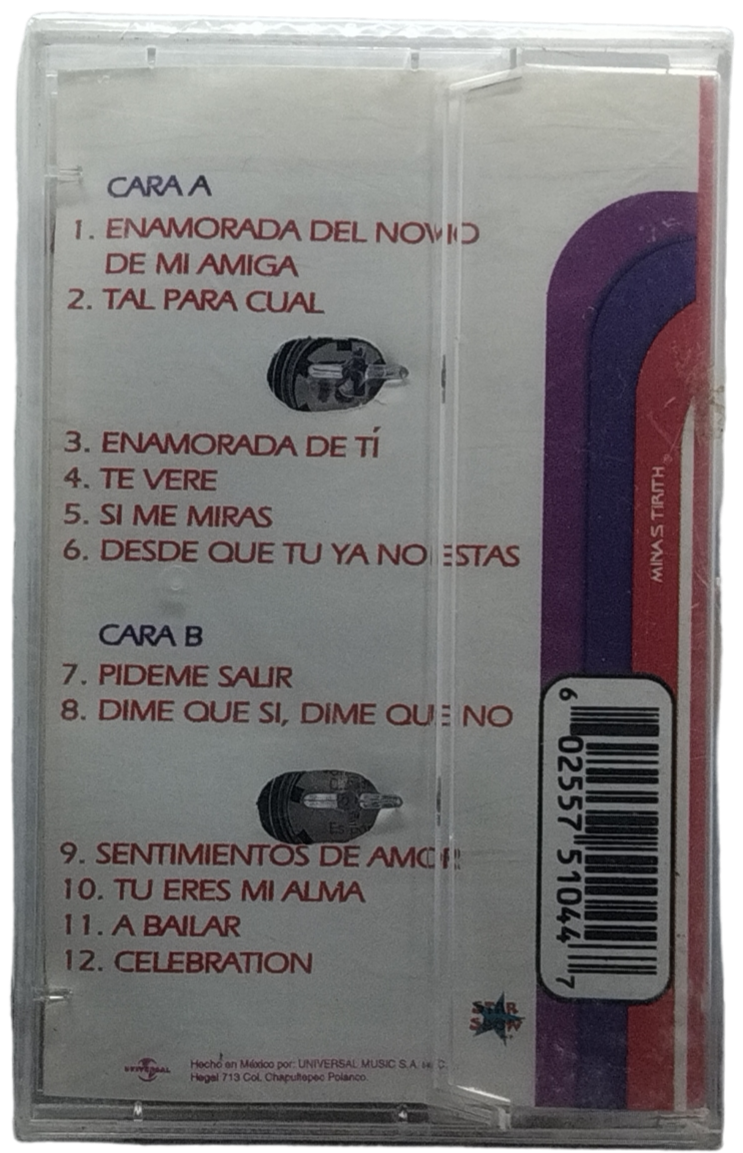 CARA A
1. ENAMORADA DEL NOVIO
DE MI AMIGA
2. TAL PARA CUAL
3. ENAMORADA DE TÍ
4. TE VERE
5. SI ME MIRAS
6. DESDE QUE TU YA NO ESTAS
CARA B
7. PIDEME SALIR
8. DIME QUE SI, DIME QUE NO
9. SENTIMIENTOS DE AMOR
10. TU ERES MI ALMA
11. A BAILAR
12. CELEBRATION
MINAS TIRITH ®
6 02557 51044 7
STAR
SHOW
UNIVERSAL
Hecho en México por: UNIVERSAL MUSIC S.A. de C.
Hegel 713 Col. Chapultepec Polanco.